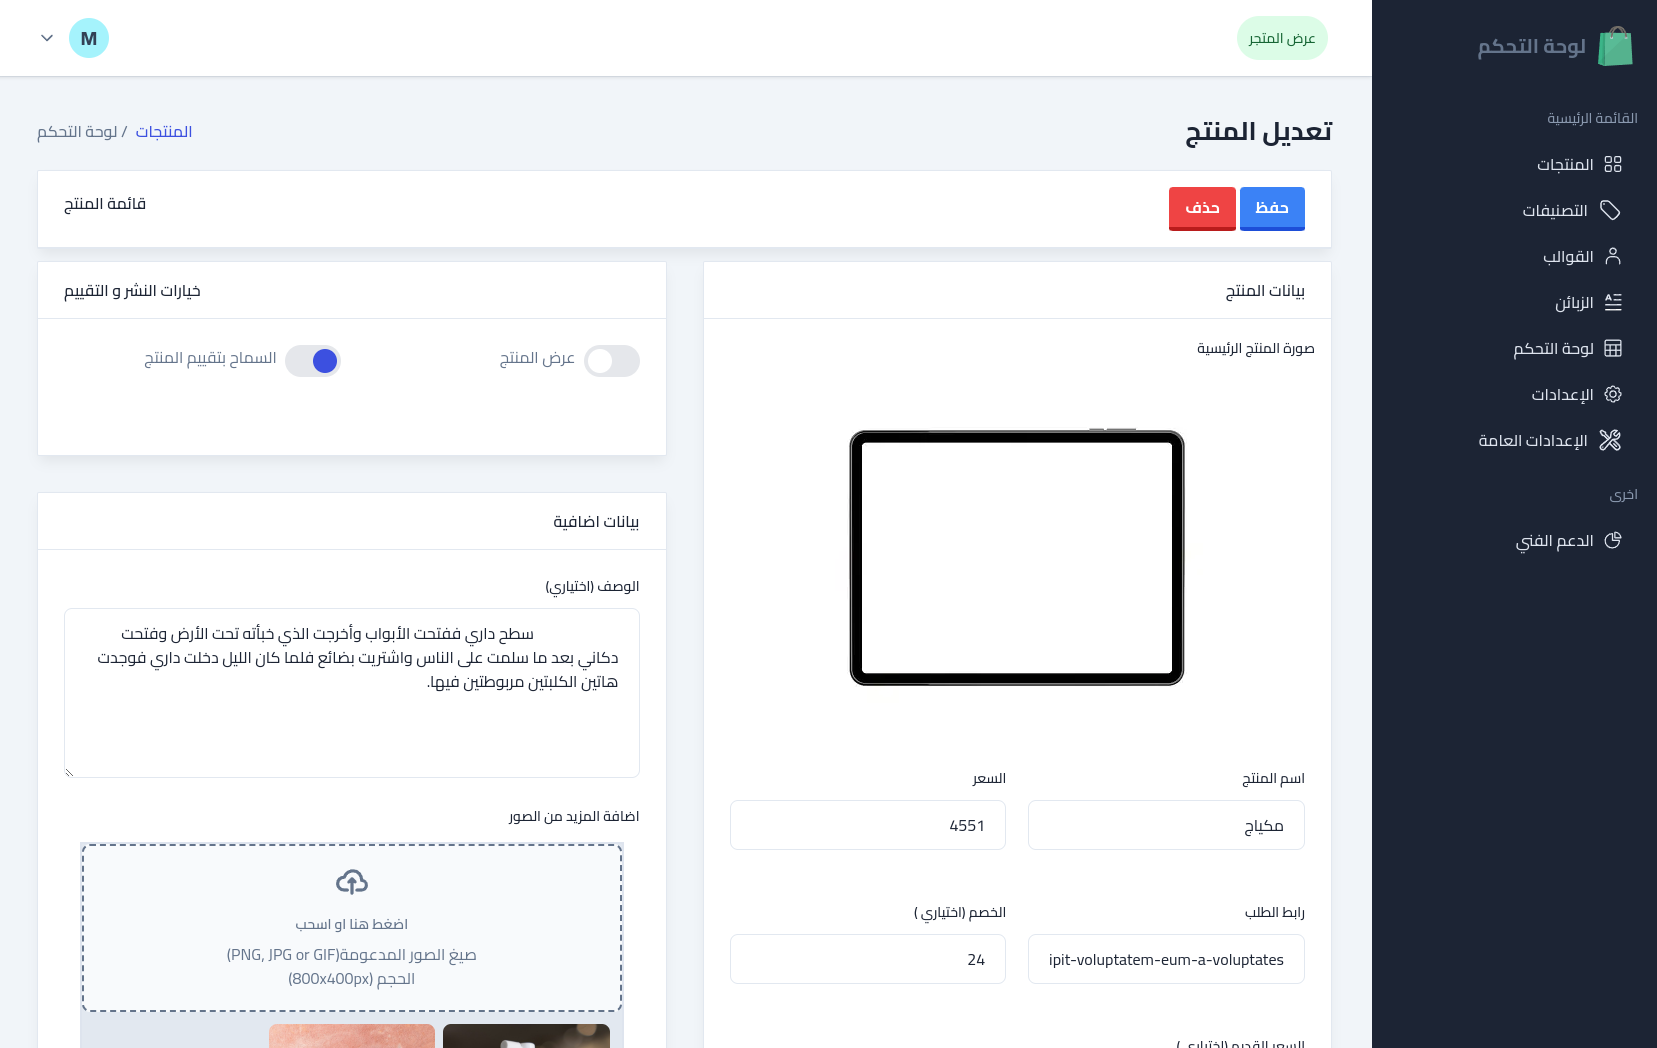 لوحة التحكم
القائمة الرئيسية
المنتجات
التصنيفات
القوالب
الزبائن
لوحة التحكم
الإعدادات
الإعدادات العامة
اخرى
الدعم الفني
عرض المتجر
M
تعديل المنتج
المنتجات / لوحة التحكم
حفظ
حذف
قائمة المنتج
بيانات المنتج
صورة المنتج الرئيسية
اسم المنتج
مكياج
السعر
4551
رابط الطلب
ipit-voluptatem-eum-a-voluptates
الخصم (اختياري )
24
السعر القديم (اختياري )
خيارات النشر و التقييم
عرض المنتج
السماح بتقييم المنتج
بيانات اضافية
الوصف (اختياري)
سطح داري ففتحت الأبواب وأخرجت الذي خبأته تحت الأرض وفتحت
دكاني بعد ما سلمت على الناس واشتريت بضائع فلما كان الليل دخلت داري فوجدت
هاتين الكلبتين مربوطتين فيها.
اضافة المزيد من الصور
اضغط هنا او اسحب
صيغ الصور المدعومة(PNG, JPG or GIF)
الحجم (800x400px)